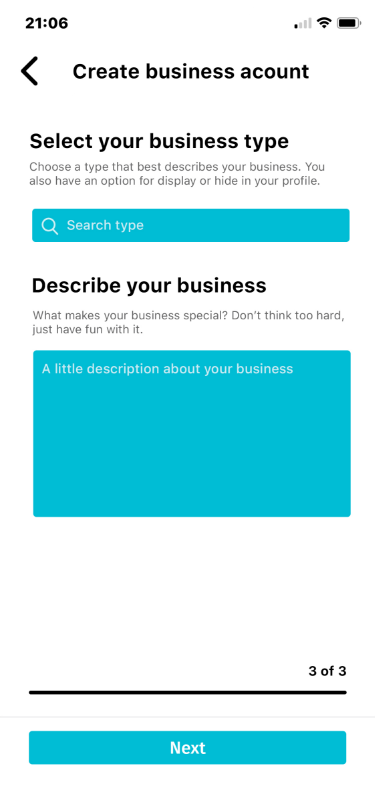 21:06
Create business acount
Select your business type
Choose a type that best describes your business. You
also have an option for display or hide in your profile.
Search type
Describe your business
What makes your business special? Don't think too hard,
just have fun with it.
A little description about your business
3 of 3
Next